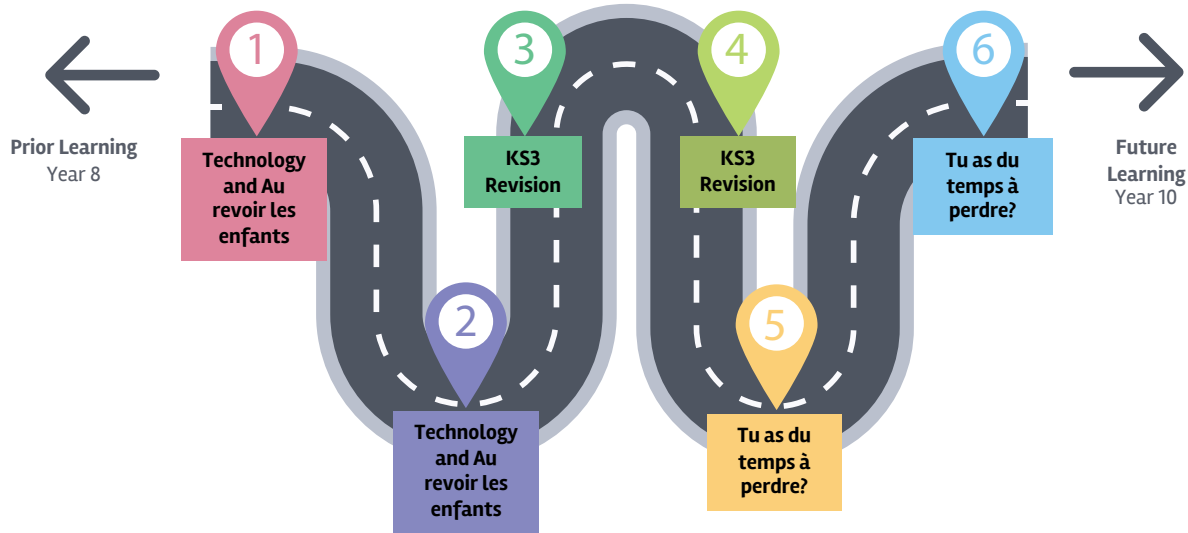 Prior Learning
Year 8
1
Technology
and Au
revoir les
enfants
2
Technology
and Au
revoir les
enfants
3
KS3
Revision
4
KS3
Revision
5
Tu as du
temps à
perdre?
6
Tu as du
temps à
perdre?
Future
Learning
Year 10